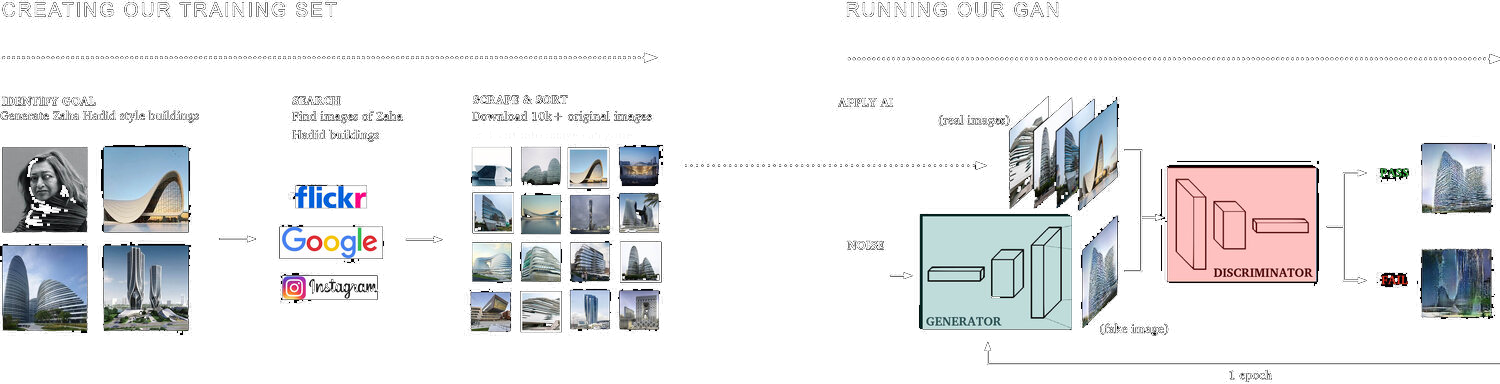 CREATING OUR TRAINING SET
RUNNING OUR GAN
IDENTIFY GOAL
Generate Zaha Hadid style buildings
SEARCH
Find images of Zaha
Hadid buildings
SCRAPE & SORT
Download 10k+ original images
flickr
Google
Instagram
APPLY AI
(real images)
NOISE
GENERATOR
(fake image)
DISCRIMINATOR
PASS
FAIL
1 epoch